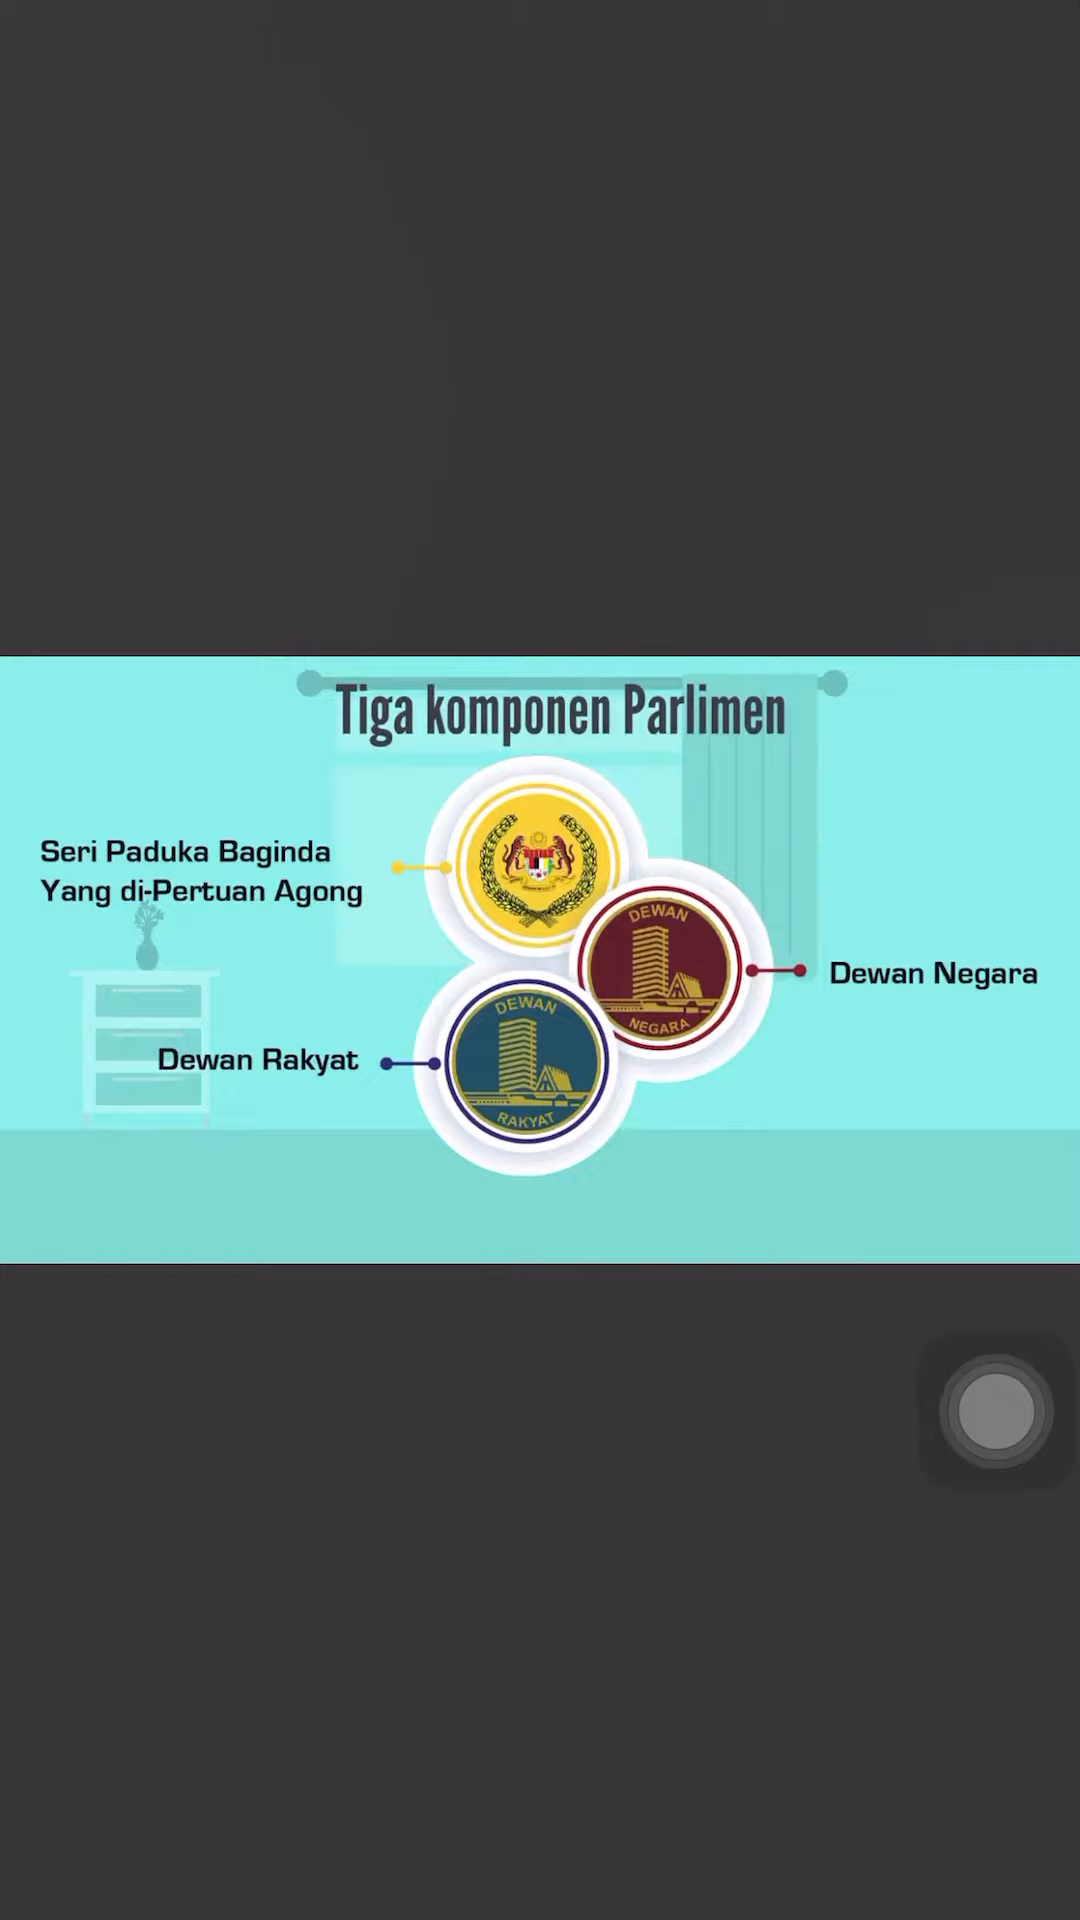 Tiga komponen Parlimen
Seri Paduka Baginda
Yang di-Pertuan Agong
DEWAN
NEGARA
Dewan Negara
Dewan Rakyat
DEWAN
RAKYAT